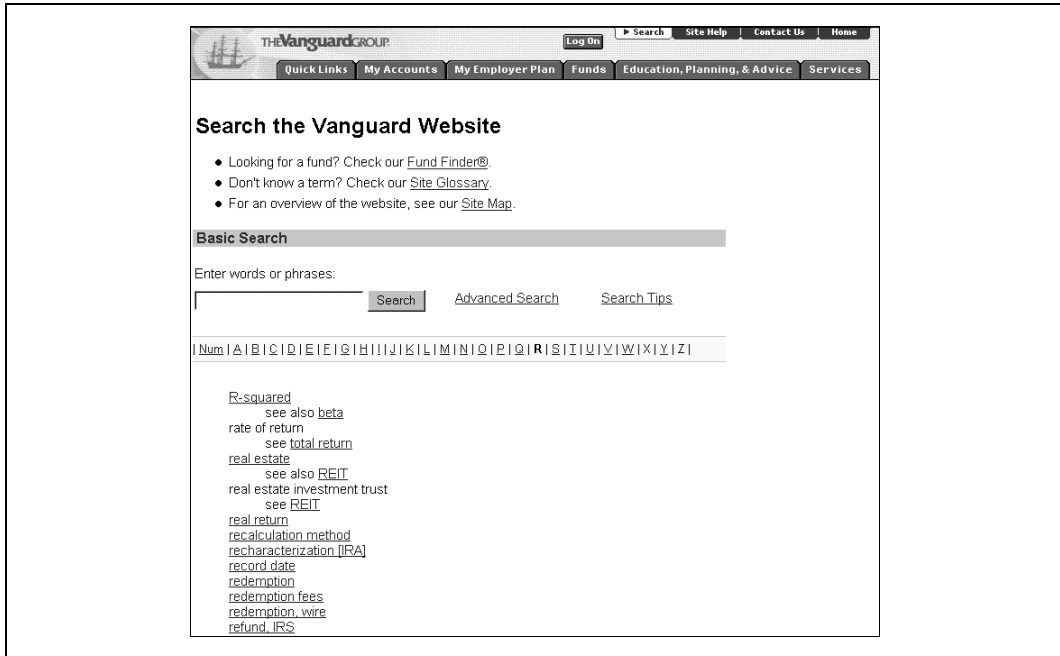 THE Vanguard GROUP.
Log On
Search Site Help | Contact Us | Home
Quick Links My Accounts My Employer Plan Funds Education, Planning, & Advice Services
Search the Vanguard Website
• Looking for a fund? Check our Fund Finder®.
• Don't know a term? Check our Site Glossary.
• For an overview of the website, see our Site Map.
Basic Search
Enter words or phrases:
Search Advanced Search Search Tips
| Num | A | B | C | D | E | F | G | H | I | J | K | L | M | N | O | P | Q | R | S | T | U | V | W | X | Y | Z |
R-squared
see also beta
rate of return
see total return
real estate
see also REIT
real estate investment trust
see REIT
real return
recalculation method
recharacterization [IRA]
record date
redemption
redemption fees
redemption, wire
refund, IRS